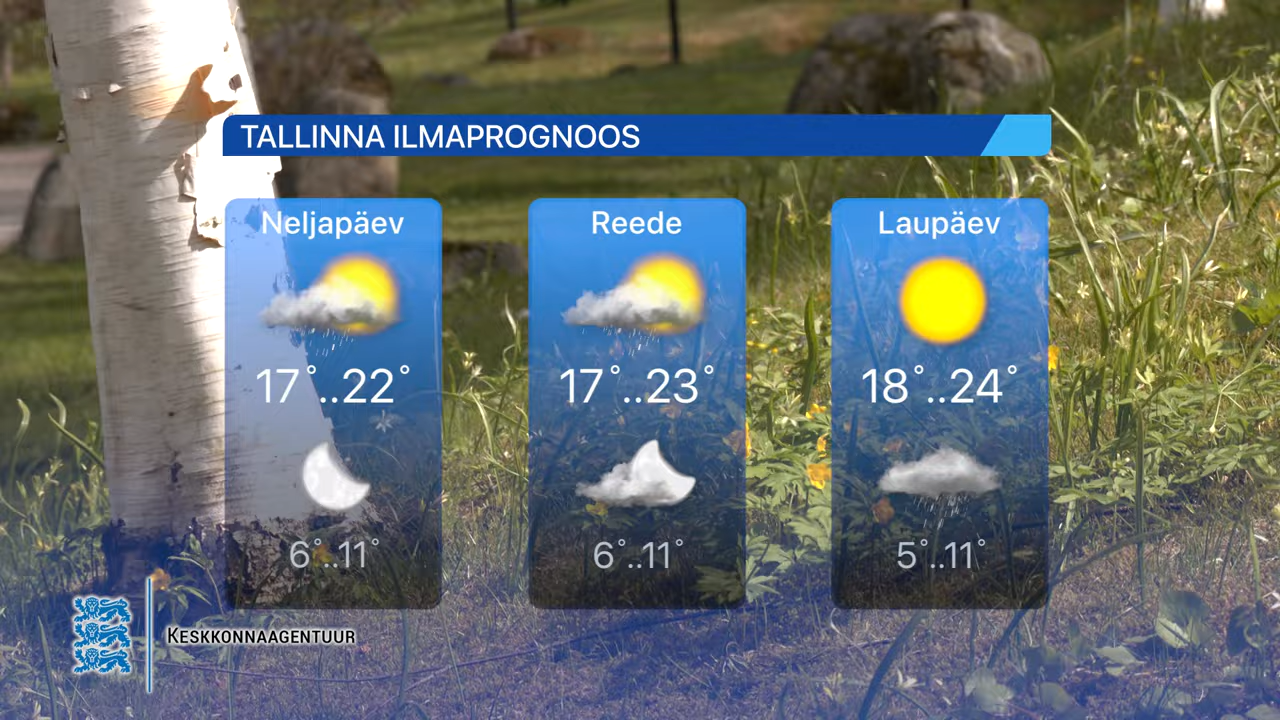 TALLINNA ILMAPROGNOOS
Neljapäev
17°..22°
6°..11°
Reede
17°..23°
6°..11°
Laupäev
18°..24°
5°..11°
KESKKONNAAGENTUUR